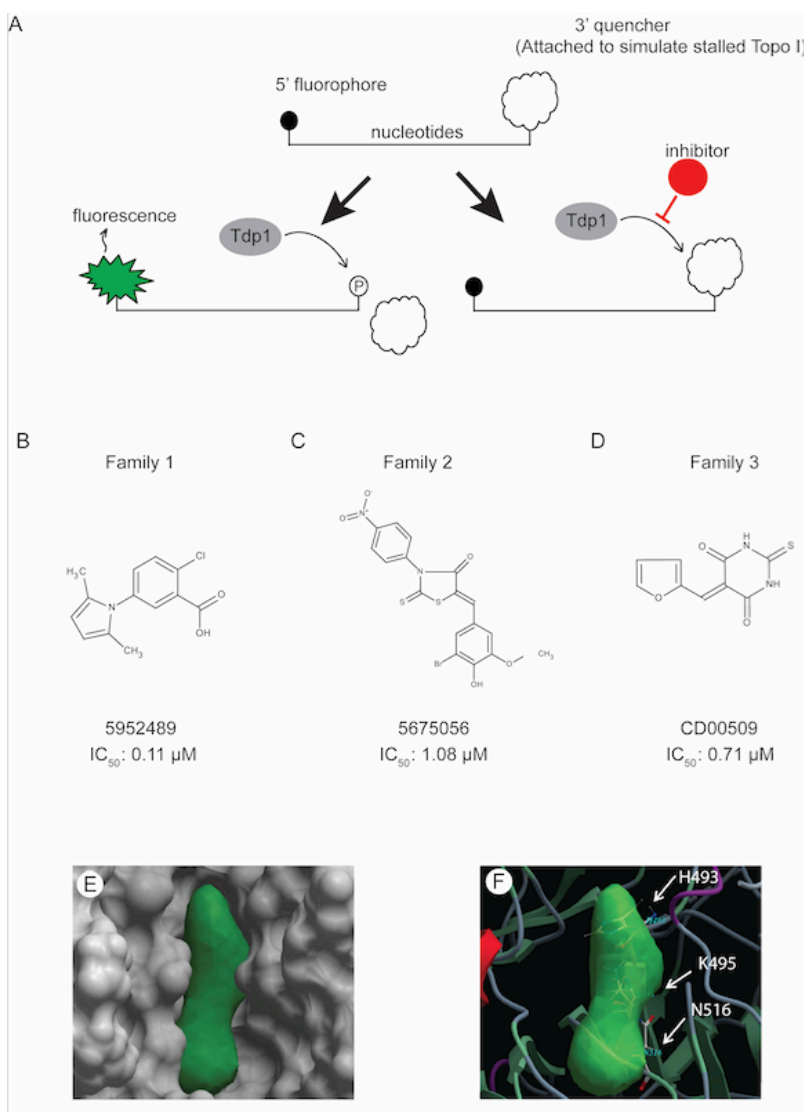 A
3' quencher
(Attached to simulate stalled Topo I)
5' fluorophore
nucleotides
inhibitor
fluorescence
Tdp1
Tdp1
P
B
Family 1
C
Family 2
D
Family 3
H₃C
N
CH₃
Cl
O
OH
O⁻
N⁺
O
N
O
S
S
Br
OH
O
CH₃
O
H
N
S
NH
O
O
5952489
IC₅₀: 0.11 µM
5675056
IC₅₀: 1.08 µM
CD00509
IC₅₀: 0.71 µM
E
F
H493
K495
N516